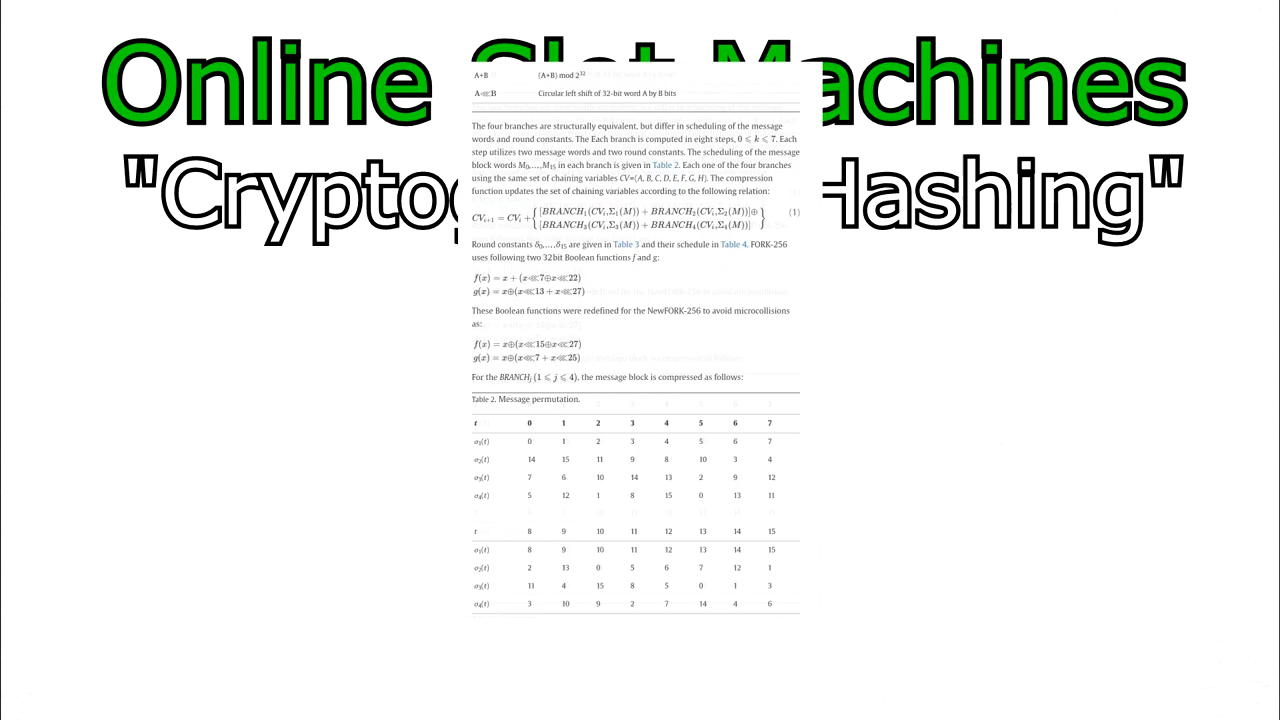 Online Slot Machines
"Cryptog Hashing"
A+B (A+B) mod 2^32
A⋘B Circular left shift of 32-bit word A by B bits
The four branches are structurally equivalent, but differ in scheduling of the message
words and round constants. The Each branch is computed in eight steps, 0 ⩽ k ⩽ 7. Each
step utilizes two message words and two round constants. The scheduling of the message
block words M0,…,M15 in each branch is given in Table 2. Each one of the four branches
using the same set of chaining variables CV=(A, B, C, D, E, F, G, H). The compression
function updates the set of chaining variables according to the following relation:
CVi+1 = CVi + { [BRANCH1(CVi,Σ1(M)) + BRANCH2(CVi,Σ2(M))]⊕ (1)
[BRANCH3(CVi,Σ3(M)) + BRANCH4(CVi,Σ4(M))] }
Round constants δ0,…,δ15 are given in Table 3 and their schedule in Table 4. FORK-256
uses following two 32bit Boolean functions f and g:
f(x) = x + (x⋘7⊕x⋘22)
g(x) = x⊕(x⋘13 + x⋘27)
These Boolean functions were redefined for the NewFORK-256 to avoid microcollisions
as:
f(x) = x⊕(x⋘15⊕x⋘27)
g(x) = x⊕(x⋘7 + x⋘25)
For the BRANCHj (1 ⩽ j ⩽ 4), the message block is compressed as follows:
Table 2. Message permutation.
t 0 1 2 3 4 5 6 7
σ1(t) 0 1 2 3 4 5 6 7
σ2(t) 14 15 11 9 8 10 3 4
σ3(t) 7 6 10 14 13 2 9 12
σ4(t) 5 12 1 8 15 0 13 11
t 8 9 10 11 12 13 14 15
σ1(t) 8 9 10 11 12 13 14 15
σ2(t) 2 13 0 5 6 7 12 1
σ3(t) 11 4 15 8 5 0 1 3
σ4(t) 3 10 9 2 7 14 4 6